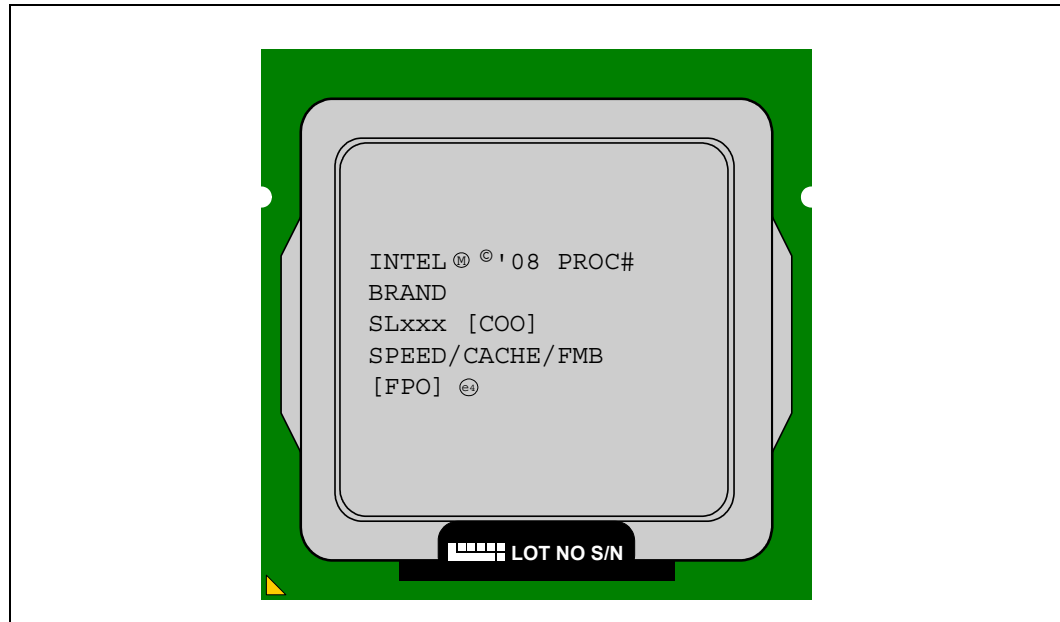 INTEL Ⓜ ©'08 PROC#
BRAND
SLxxx [COO]
SPEED/CACHE/FMB
[FPO] ⓔ4
LOT NO S/N